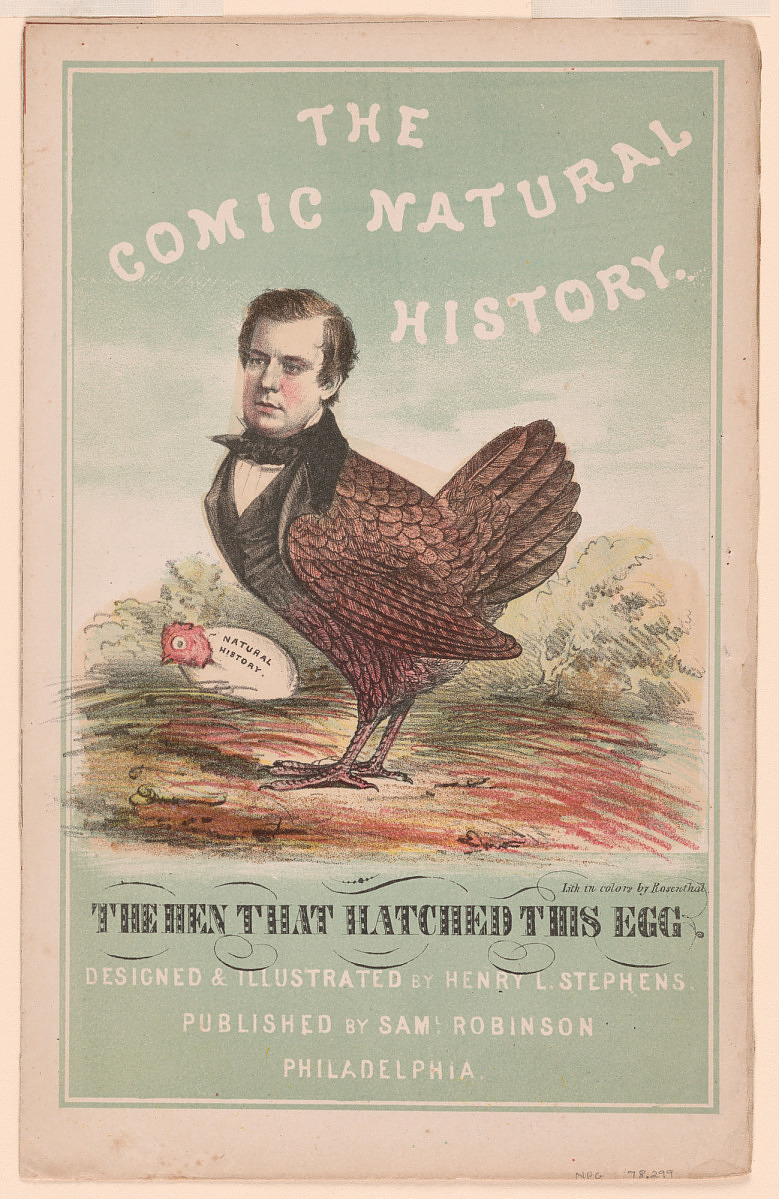 THE
COMIC NATURAL
HISTORY.
NATURAL
HISTORY.
Lith in colors by Rosenthal
THE HEN THAT HATCHED THIS EGG.
DESIGNED & ILLUSTRATED BY HENRY L. STEPHENS.
PUBLISHED BY SAML. ROBINSON
PHILADELPHIA.
NPG 78.299